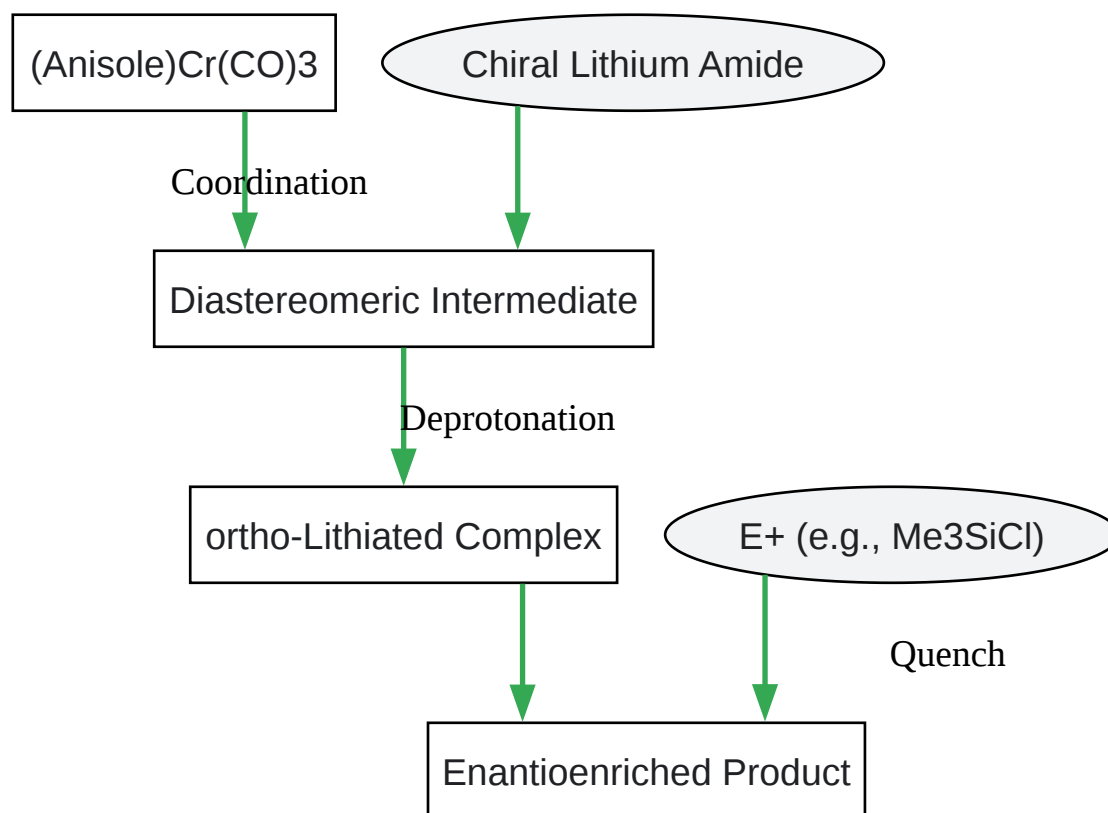 (Anisole)Cr(CO)3
Chiral Lithium Amide
Coordination
Diastereomeric Intermediate
Deprotonation
ortho-Lithiated Complex
E+ (e.g., Me3SiCl)
Quench
Enantioenriched Product